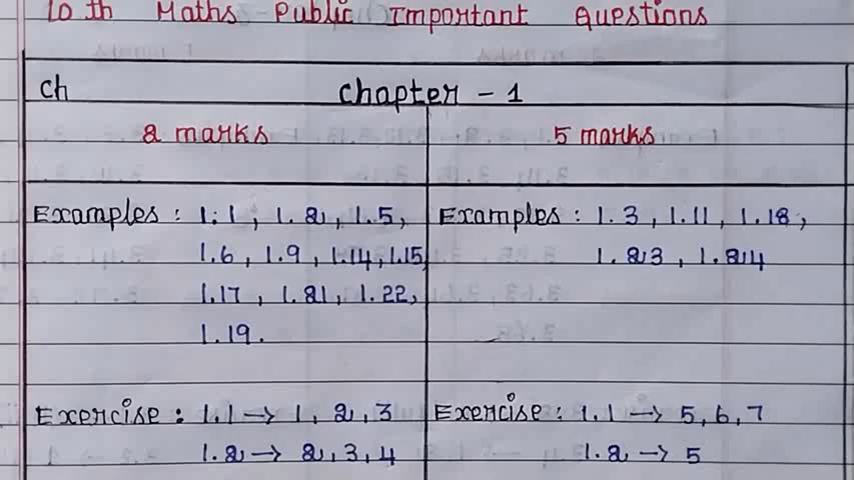 10 th Maths Public Important Questions
ch Chapter - 1
2 marks 5 marks
Examples : 1.1, 1.2, 1.5, Examples : 1.3, 1.11, 1.18,
1.6, 1.9, 1.14, 1.15, 1.23, 1.24
1.17, 1.21, 1.22,
1.19.
Exercise : 1.1 → 1, 2, 3 Exercise : 1.1 → 5, 6, 7
1.2 → 2, 3, 4 1.2 → 5